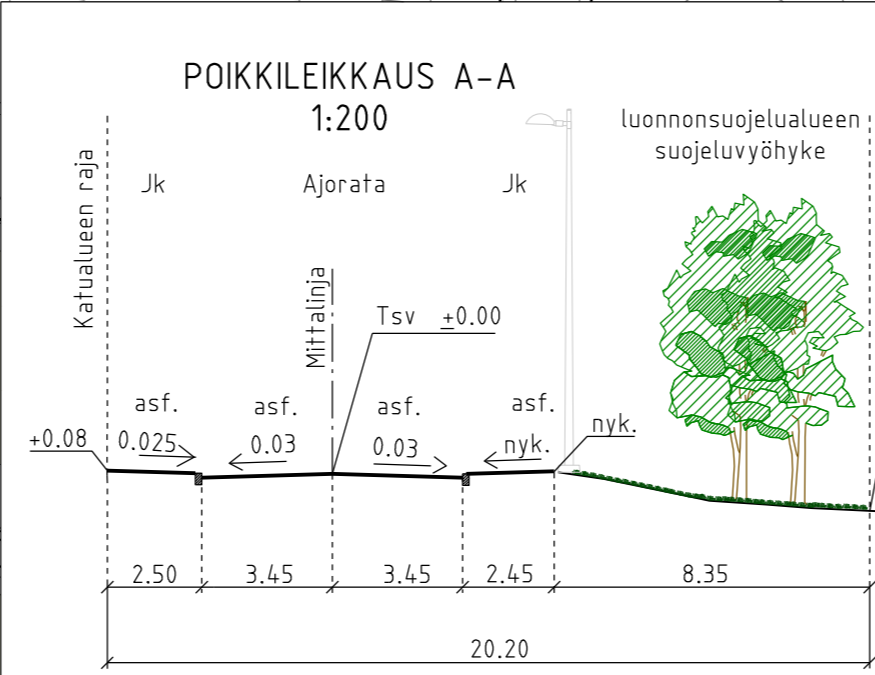 POIKKILEIKKAUS A-A
1:200
luonnonsuojelualueen
suojeluvyöhyke
Katualueen raja
Jk
Ajorata
Jk
Mittalinja
Tsv ±0.00
asf.
asf.
asf.
asf.
nyk.
+0.08
0.025
0.03
0.03
nyk.
2.50
3.45
3.45
2.45
8.35
20.20